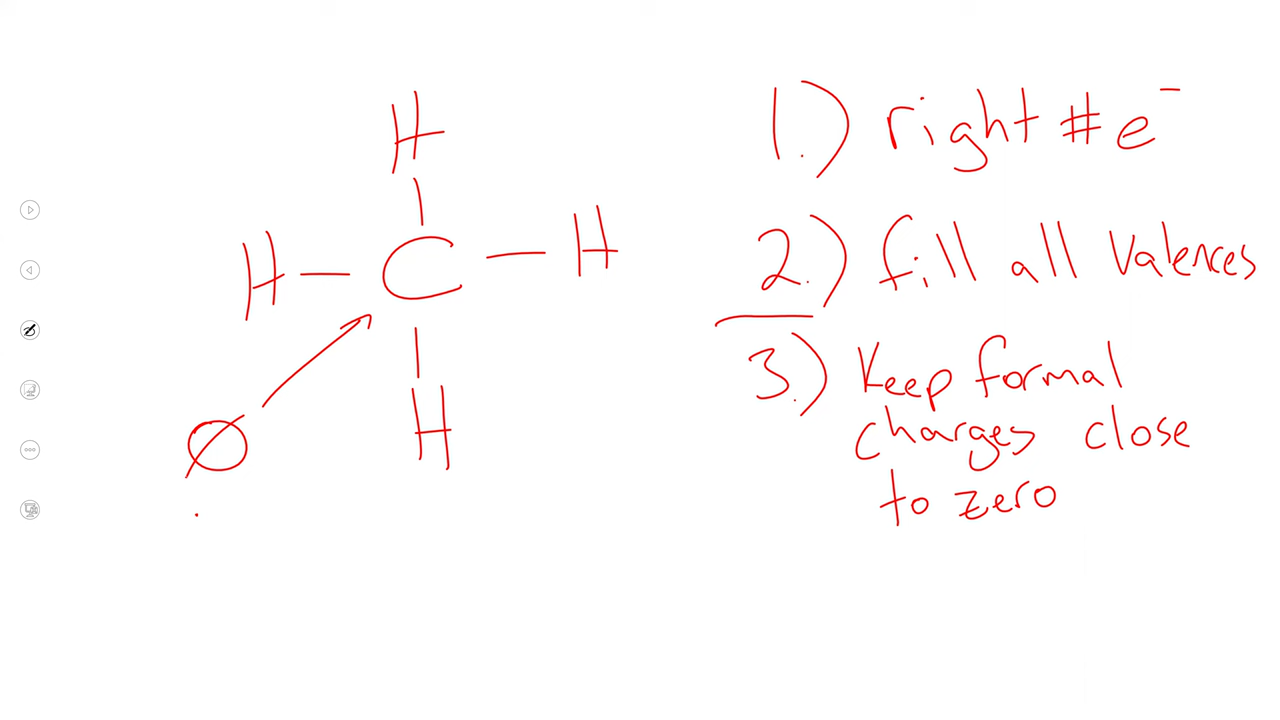 H
H — C — H
H
Ø
1.) right # e⁻
2.) fill all Valences
3.) Keep formal
charges close
to zero